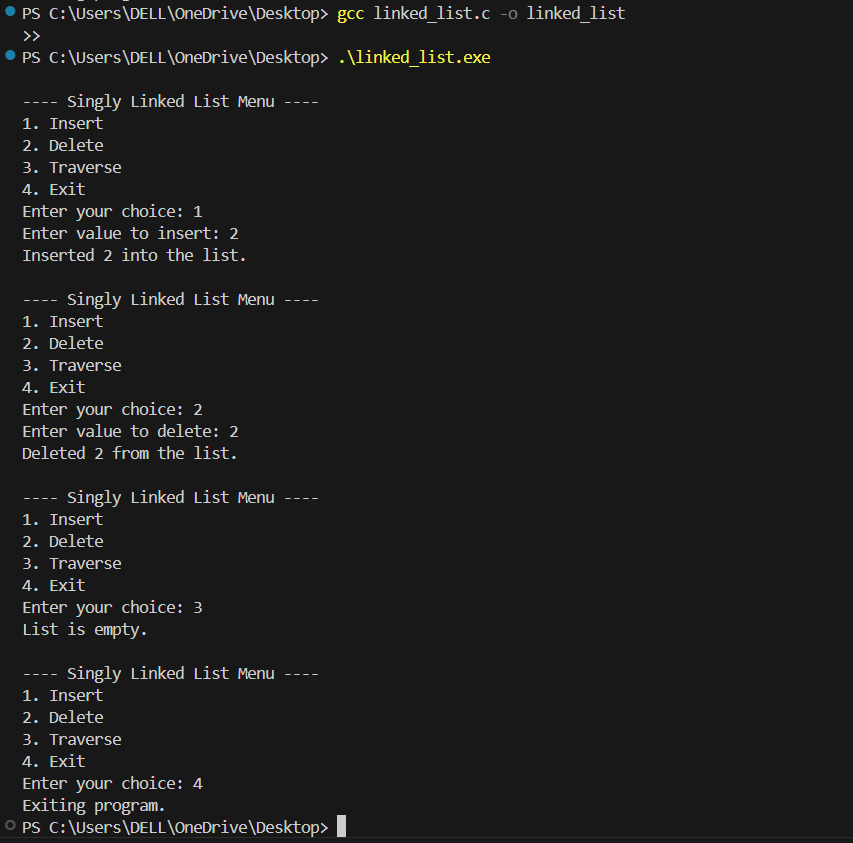 PS C:\Users\DELL\OneDrive\Desktop> gcc linked_list.c -o linked_list
>>
PS C:\Users\DELL\OneDrive\Desktop> .\linked_list.exe
---- Singly Linked List Menu ----
1. Insert
2. Delete
3. Traverse
4. Exit
Enter your choice: 1
Enter value to insert: 2
Inserted 2 into the list.
---- Singly Linked List Menu ----
1. Insert
2. Delete
3. Traverse
4. Exit
Enter your choice: 2
Enter value to delete: 2
Deleted 2 from the list.
---- Singly Linked List Menu ----
1. Insert
2. Delete
3. Traverse
4. Exit
Enter your choice: 3
List is empty.
---- Singly Linked List Menu ----
1. Insert
2. Delete
3. Traverse
4. Exit
Enter your choice: 4
Exiting program.
PS C:\Users\DELL\OneDrive\Desktop>